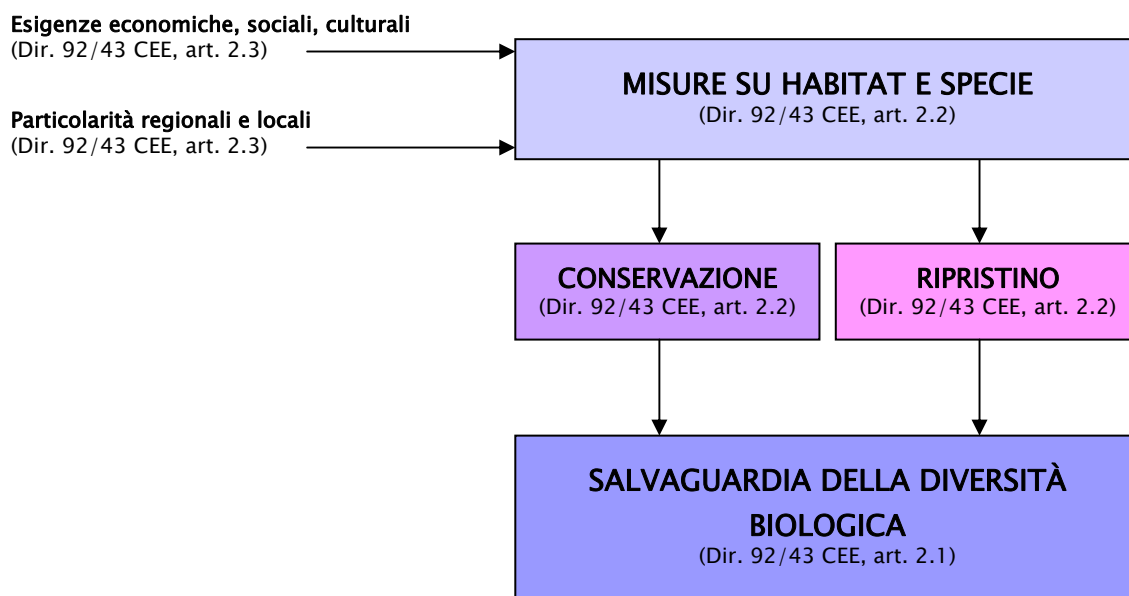 Esigenze economiche, sociali, culturali
(Dir. 92/43 CEE, art. 2.3)
Particolarità regionali e locali
(Dir. 92/43 CEE, art. 2.3)
MISURE SU HABITAT E SPECIE
(Dir. 92/43 CEE, art. 2.2)
CONSERVAZIONE
(Dir. 92/43 CEE, art. 2.2)
RIPRISTINO
(Dir. 92/43 CEE, art. 2.2)
SALVAGUARDIA DELLA DIVERSITÀ
BIOLOGICA
(Dir. 92/43 CEE, art. 2.1)